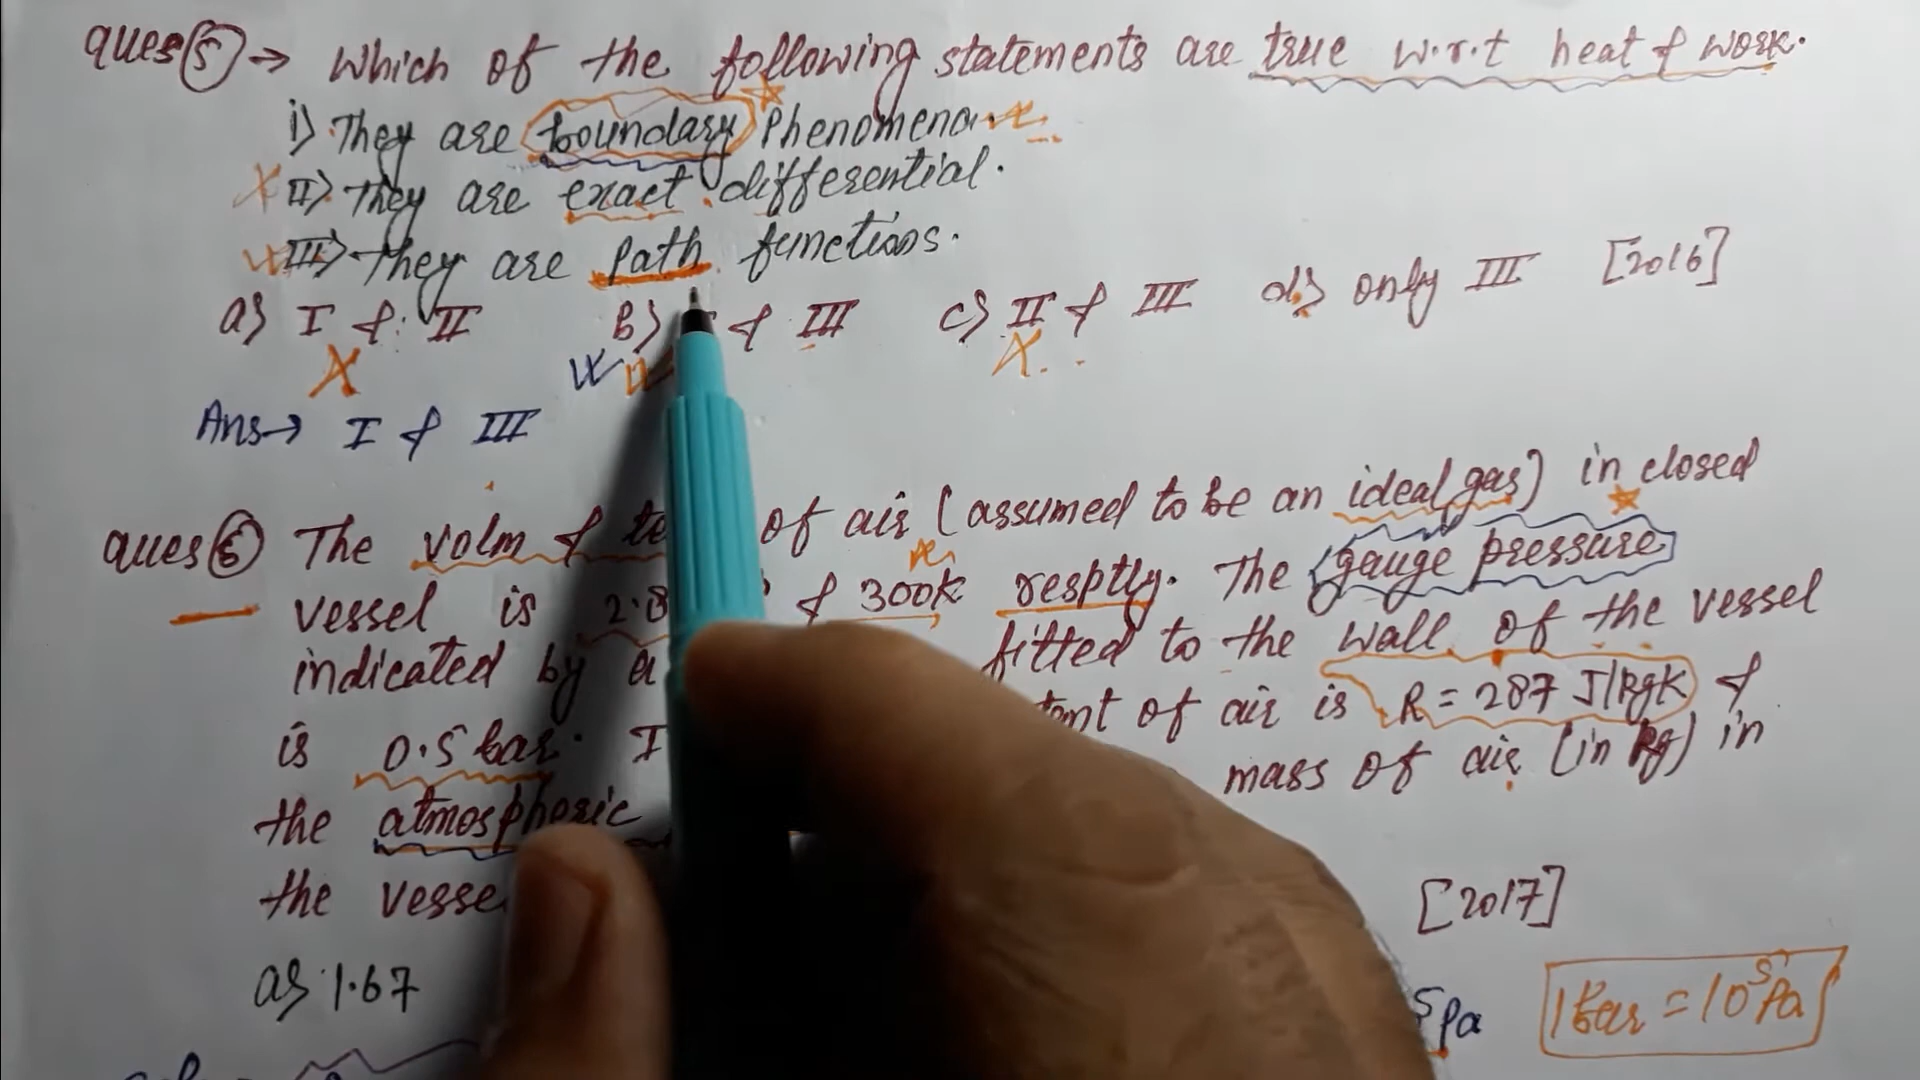 ques 5 → Which of the following statements are true w.r.t heat & work.
i) They are boundary Phenomena.
X II) They are exact differential.
III) They are Path functions.
a) I & II B) & III c) II & III d) only III [2016]
X X
Ans → I & III
ques 6 The volm & of air (assumed to be an ideal gas) in closed
vessel is 2.8 & 300K resptly. The gauge pressure
indicated by a fitted to the wall of the vessel
is 0.5 bar. of air is R = 287 J/kgK &
the atmospheric mass of air (in kg) in
the [2017]
a) 1.67
Pa 1 bar = 10⁵ Pa